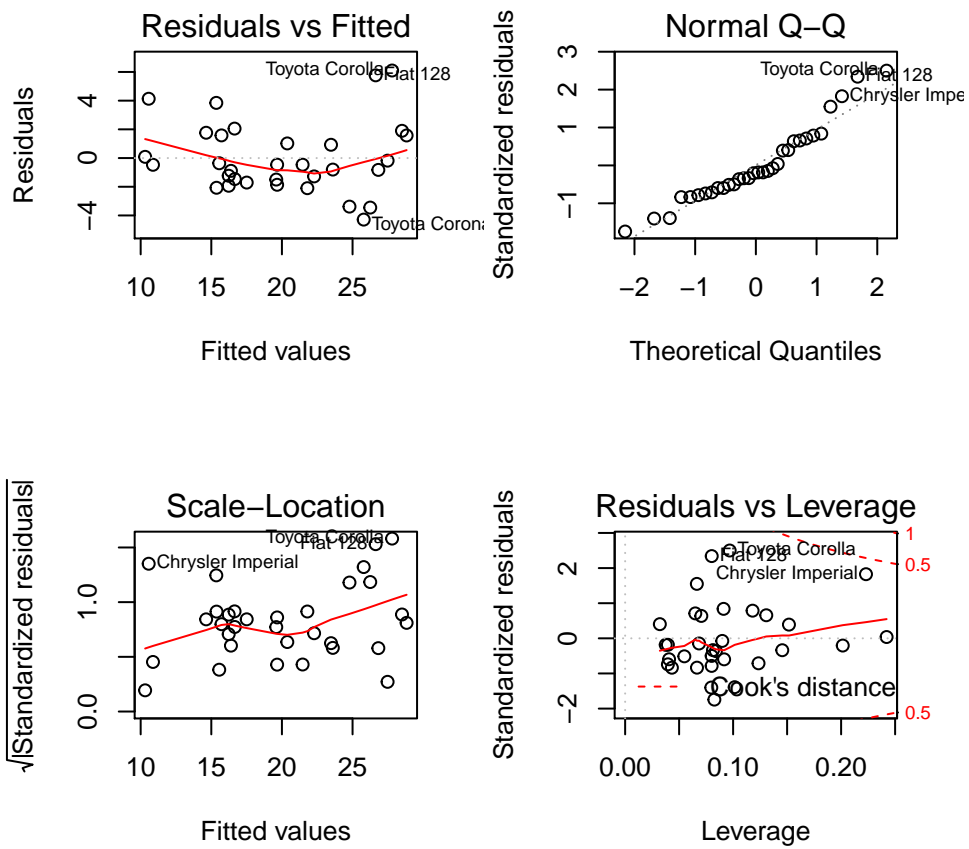 Residuals vs Fitted
Residuals
4
0
−4
Toyota Corolla
Fiat 128
Toyota Corona
10 15 20 25
Fitted values
Normal Q−Q
Standardized residuals
3
2
1
−1
Toyota Corolla
Fiat 128
Chrysler Impe
−2 −1 0 1 2
Theoretical Quantiles
Scale−Location
√|Standardized residuals|
1.0
0.0
Toyota Corolla
Fiat 128
Chrysler Imperial
10 15 20 25
Fitted values
Residuals vs Leverage
Standardized residuals
2
0
−2
Toyota Corolla
Fiat 128
Chrysler Imperial
1
0.5
Cook's distance
0.5
0.00 0.10 0.20
Leverage